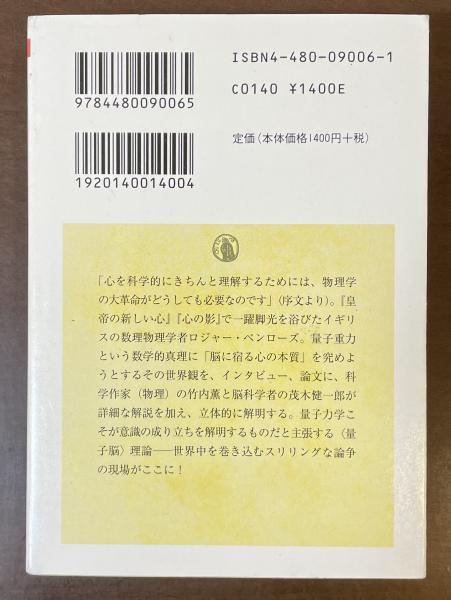 ISBN4-480-09006-1
9784480090065
C0140 ¥1400E
定価(本体価格1400円+税)
1920140014004
「心を科学的にきちんと理解するためには、物理学
の大革命がどうしても必要なのです」(序文より)。『皇
帝の新しい心』『心の影』で一躍脚光を浴びたイギリ
スの数理物理学者ロジャー・ペンローズ。量子重力
という数学的真理に「脳に宿る心の本質」を究めよ
うとするその世界観を、インタビュー、論文に、科
学作家(物理)の竹内薫と脳科学者の茂木健一郎が
詳細な解説を加え、立体的に解明する。量子力学こ
そが意識の成り立ちを解明するものだと主張する〈量
子脳〉理論——世界中を巻き込むスリリングな論争
の現場がここに!